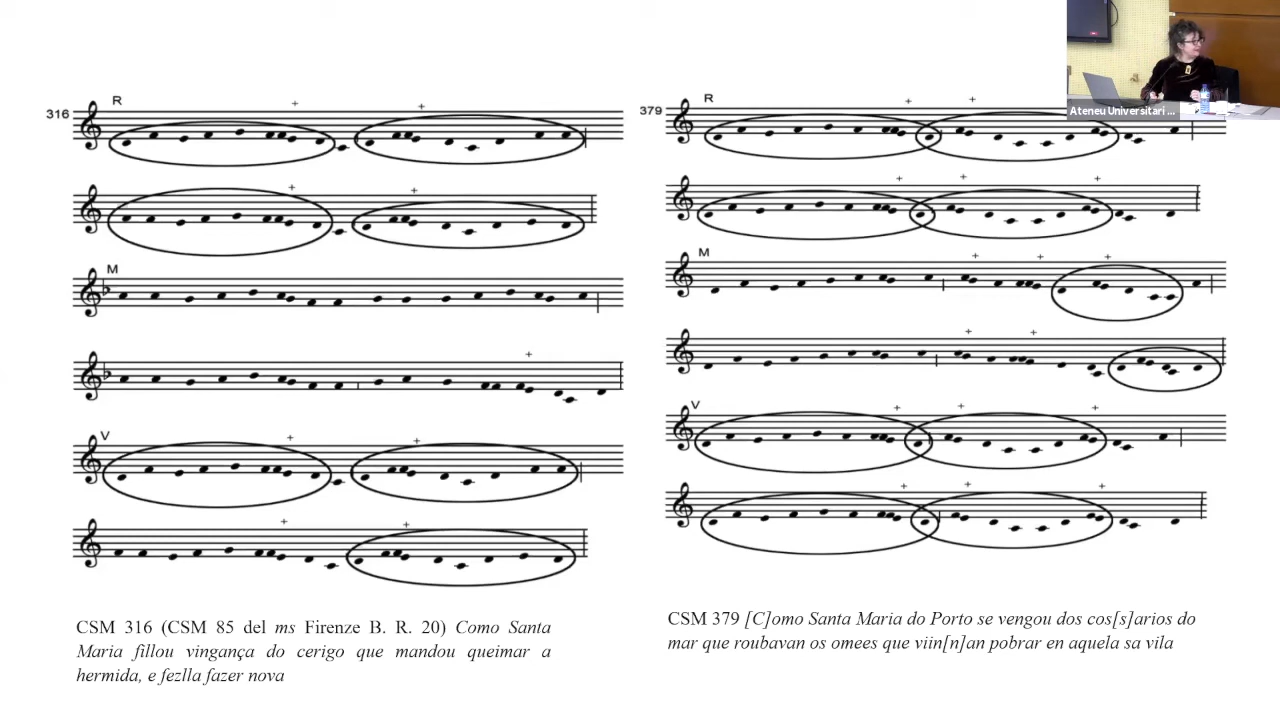 Ateneu Universitari ...
316
R
M
V
379
R
M
V
CSM 316 (CSM 85 del ms Firenze B. R. 20) Como Santa
Maria fillou vingança do cerigo que mandou queimar a
hermida, e fezlla fazer nova
CSM 379 [C]omo Santa Maria do Porto se vengou dos cos[s]arios do
mar que roubavan os omees que viin[n]an pobrar en aquela sa vila